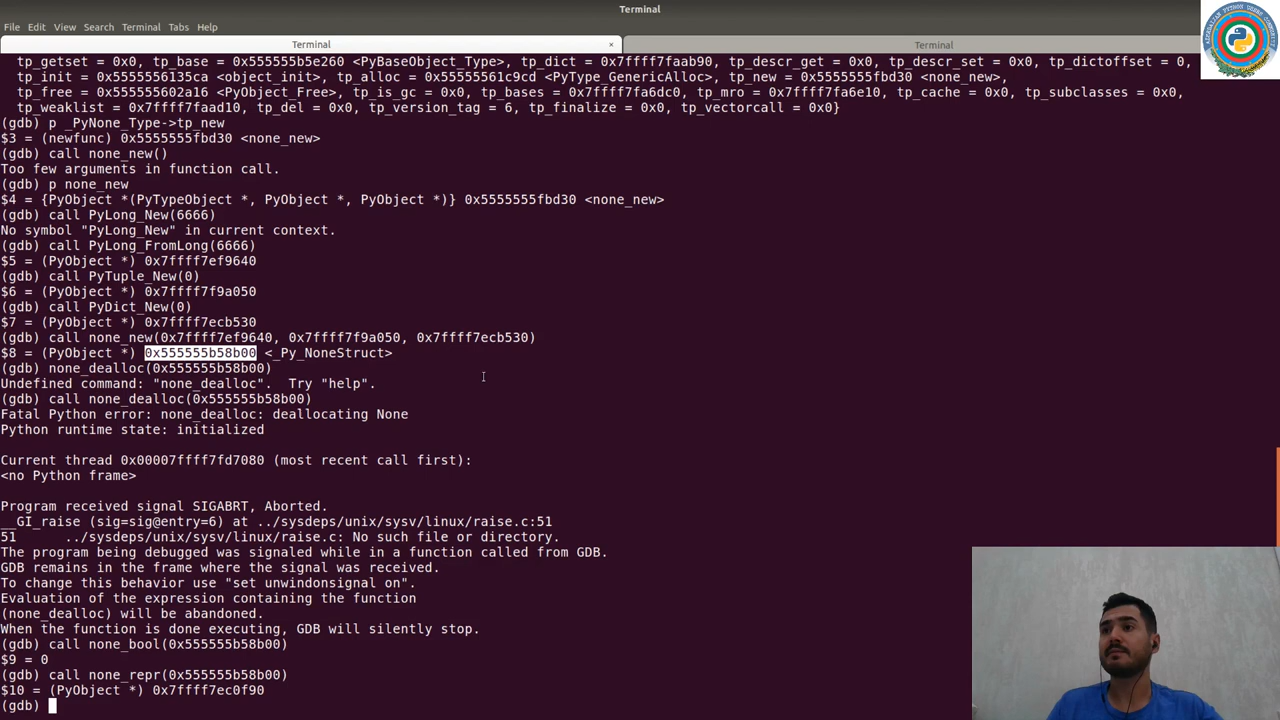 Terminal
File Edit View Search Terminal Tabs Help
Terminal × Terminal
tp_getset = 0x0, tp_base = 0x555555b5e260 <PyBaseObject_Type>, tp_dict = 0x7ffff7faab90, tp_descr_get = 0x0, tp_descr_set = 0x0, tp_dictoffset = 0,
tp_init = 0x5555556135ca <object_init>, tp_alloc = 0x55555561c9cd <PyType_GenericAlloc>, tp_new = 0x5555555fbd30 <none_new>,
tp_free = 0x555555602a16 <PyObject_Free>, tp_is_gc = 0x0, tp_bases = 0x7ffff7fa6dc0, tp_mro = 0x7ffff7fa6e10, tp_cache = 0x0, tp_subclasses = 0x0,
tp_weaklist = 0x7ffff7faad10, tp_del = 0x0, tp_version_tag = 6, tp_finalize = 0x0, tp_vectorcall = 0x0}
(gdb) p _PyNone_Type->tp_new
$3 = (newfunc) 0x5555555fbd30 <none_new>
(gdb) call none_new()
Too few arguments in function call.
(gdb) p none_new
$4 = {PyObject *(PyTypeObject *, PyObject *, PyObject *)} 0x5555555fbd30 <none_new>
(gdb) call PyLong_New(6666)
No symbol "PyLong_New" in current context.
(gdb) call PyLong_FromLong(6666)
$5 = (PyObject *) 0x7ffff7ef9640
(gdb) call PyTuple_New(0)
$6 = (PyObject *) 0x7ffff7f9a050
(gdb) call PyDict_New(0)
$7 = (PyObject *) 0x7ffff7ecb530
(gdb) call none_new(0x7ffff7ef9640, 0x7ffff7f9a050, 0x7ffff7ecb530)
$8 = (PyObject *) 0x555555b58b00 <_Py_NoneStruct>
(gdb) none_dealloc(0x555555b58b00)
Undefined command: "none_dealloc".  Try "help".
(gdb) call none_dealloc(0x555555b58b00)
Fatal Python error: none_dealloc: deallocating None
Python runtime state: initialized
Current thread 0x00007ffff7fd7080 (most recent call first):
<no Python frame>
Program received signal SIGABRT, Aborted.
__GI_raise (sig=sig@entry=6) at ../sysdeps/unix/sysv/linux/raise.c:51
51      ../sysdeps/unix/sysv/linux/raise.c: No such file or directory.
The program being debugged was signaled while in a function called from GDB.
GDB remains in the frame where the signal was received.
To change this behavior use "set unwindonsignal on".
Evaluation of the expression containing the function
(none_dealloc) will be abandoned.
When the function is done executing, GDB will silently stop.
(gdb) call none_bool(0x555555b58b00)
$9 = 0
(gdb) call none_repr(0x555555b58b00)
$10 = (PyObject *) 0x7ffff7ec0f90
(gdb)